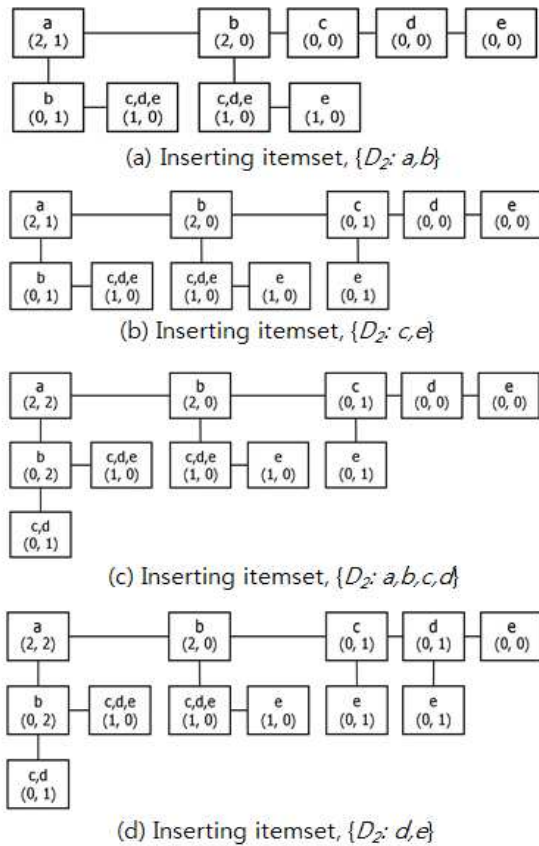 a b c d e
(2, 1) (2, 0) (0, 0) (0, 0) (0, 0)
b c,d,e c,d,e e
(0, 1) (1, 0) (1, 0) (1, 0)
(a) Inserting itemset, {D2: a,b}
a b c d e
(2, 1) (2, 0) (0, 1) (0, 0) (0, 0)
b c,d,e c,d,e e e
(0, 1) (1, 0) (1, 0) (1, 0) (0, 1)
(b) Inserting itemset, {D2: c,e}
a b c d e
(2, 2) (2, 0) (0, 1) (0, 0) (0, 0)
b c,d,e c,d,e e e
(0, 2) (1, 0) (1, 0) (1, 0) (0, 1)
c,d
(0, 1)
(c) Inserting itemset, {D2: a,b,c,d}
a b c d e
(2, 2) (2, 0) (0, 1) (0, 1) (0, 0)
b c,d,e c,d,e e e e
(0, 2) (1, 0) (1, 0) (1, 0) (0, 1) (0, 1)
c,d
(0, 1)
(d) Inserting itemset, {D2: d,e}